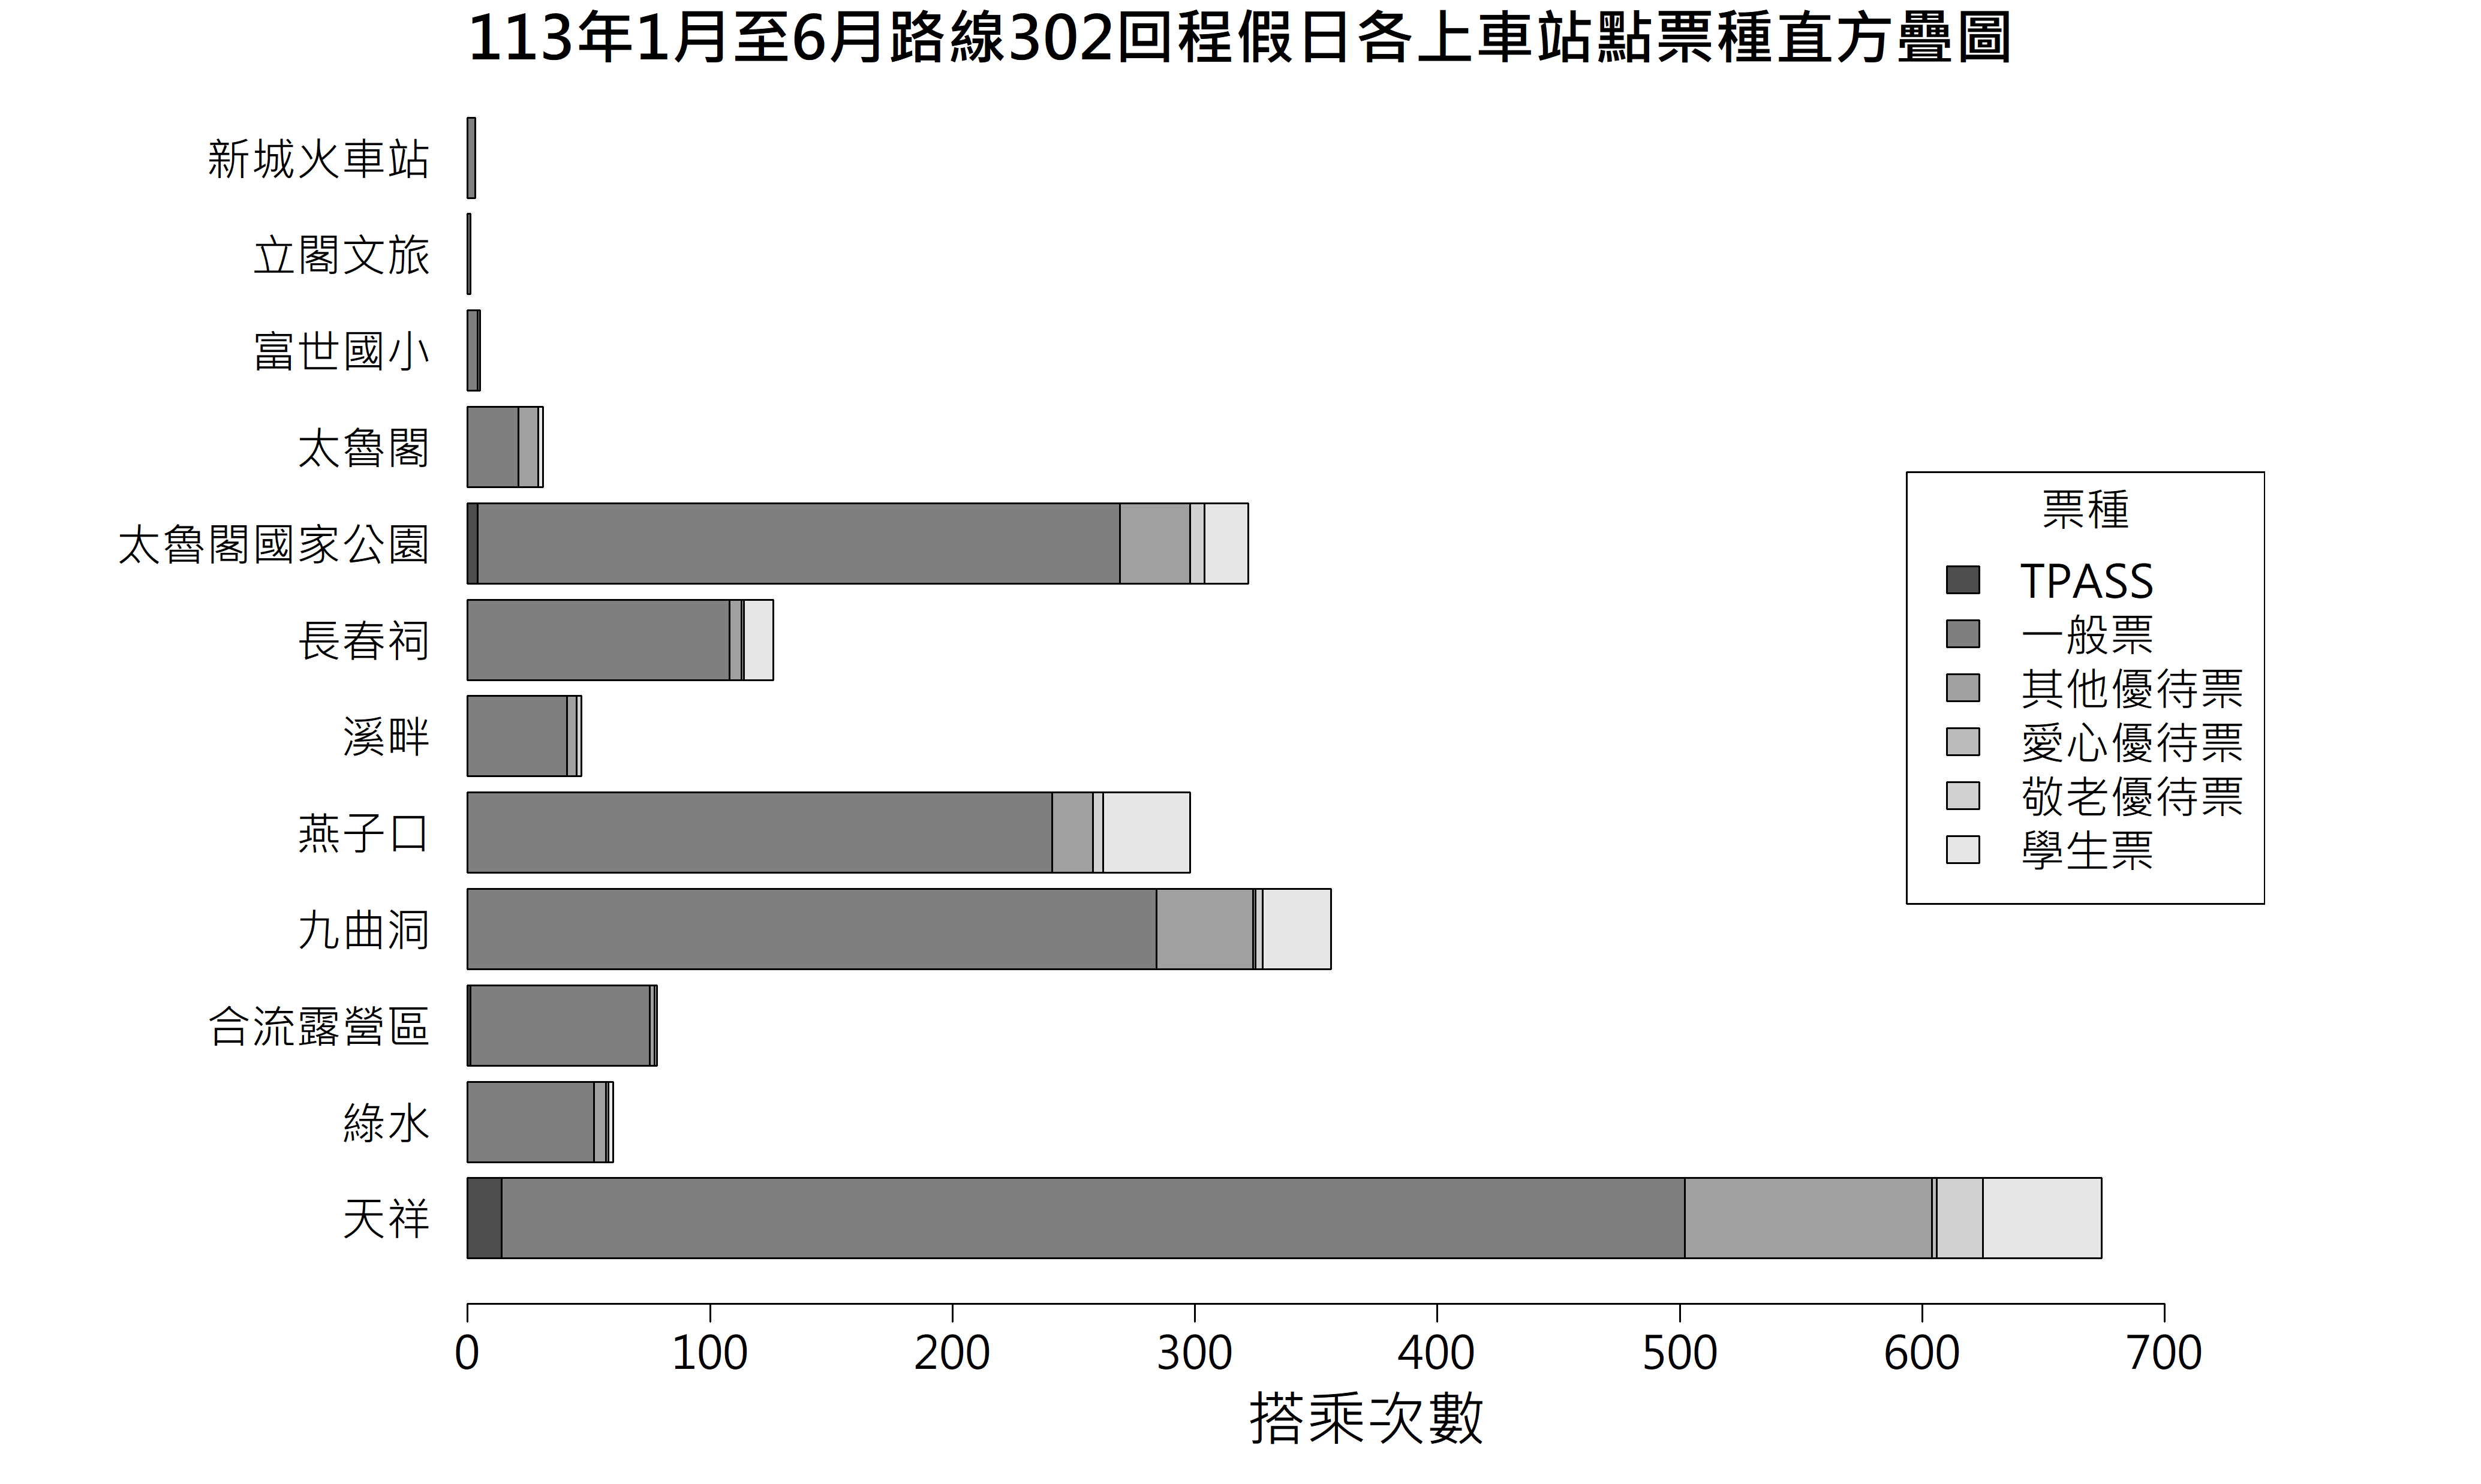 113年1月至6月路線302回程假日各上車站點票種直方疊圖
新城火車站
立閣文旅
富世國小
太魯閣
太魯閣國家公園
長春祠
溪畔
燕子口
九曲洞
合流露營區
綠水
天祥
票種
TPASS
一般票
其他優待票
愛心優待票
敬老優待票
學生票
0 100 200 300 400 500 600 700
搭乘次數